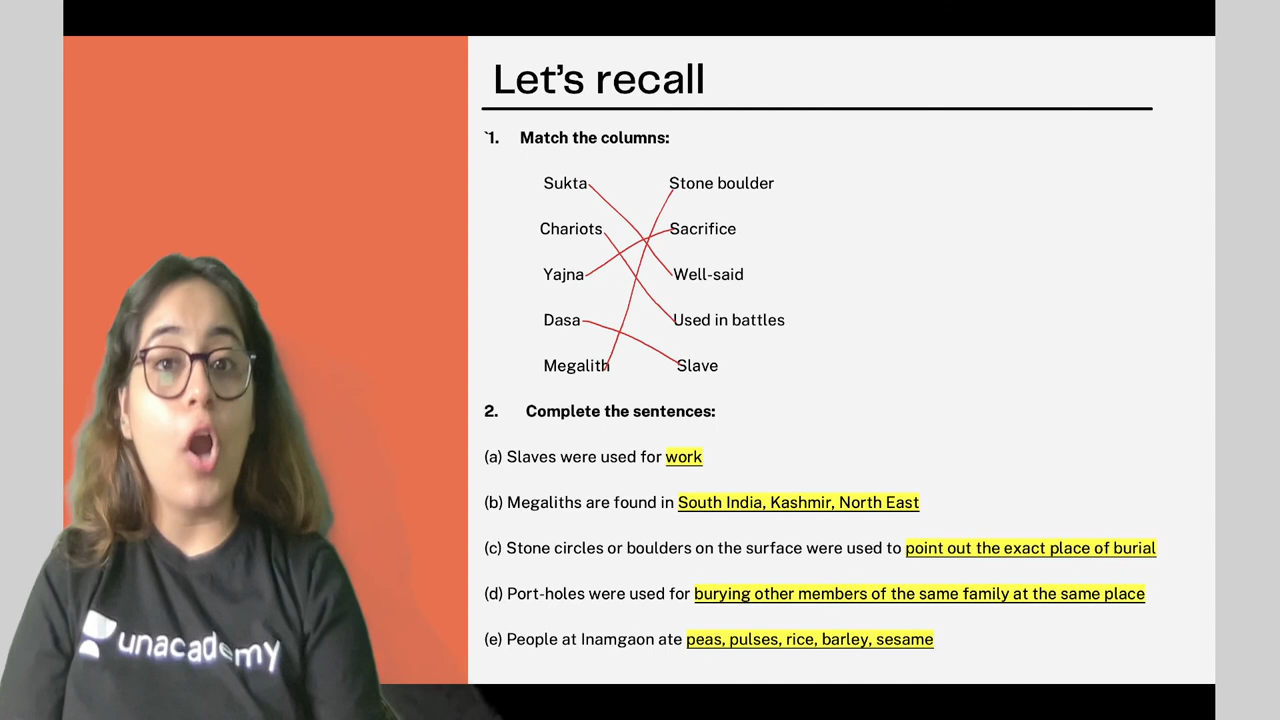 Let's recall
`1. Match the columns:
Sukta Stone boulder
Chariots Sacrifice
Yajna Well-said
Dasa Used in battles
Megalith Slave
2. Complete the sentences:
(a) Slaves were used for work
(b) Megaliths are found in South India, Kashmir, North East
(c) Stone circles or boulders on the surface were used to point out the exact place of burial
(d) Port-holes were used for burying other members of the same family at the same place
(e) People at Inamgaon ate peas, pulses, rice, barley, sesame
unacademy